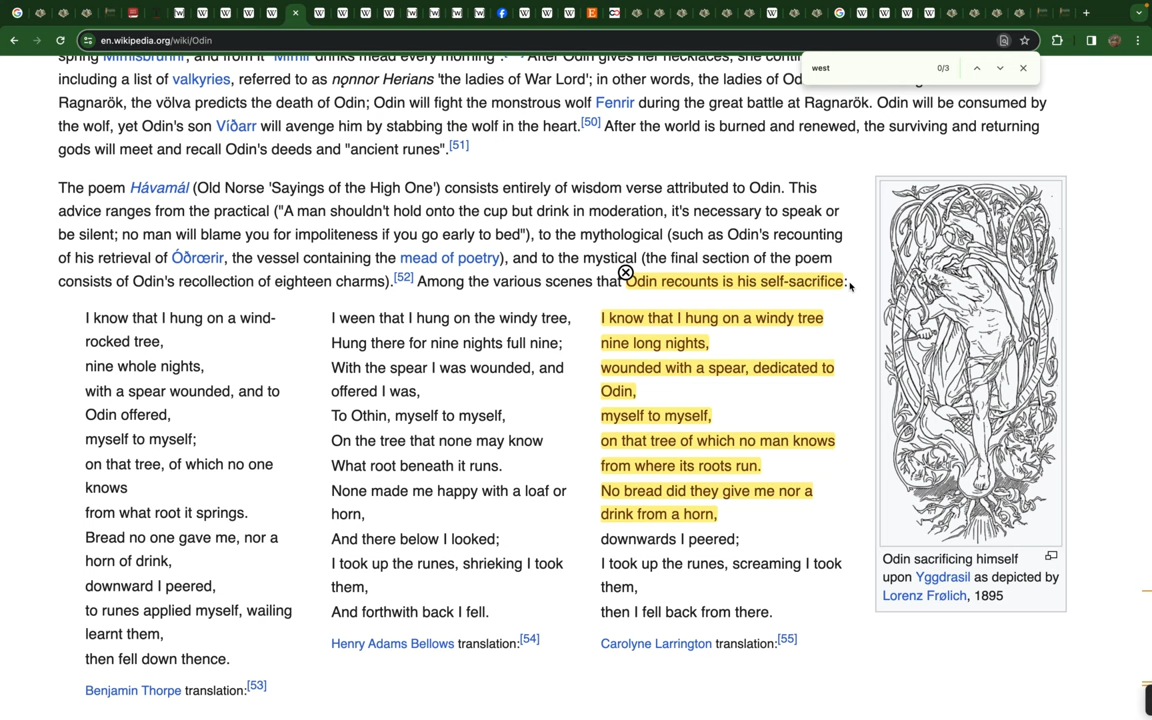 en.wikipedia.org/wiki/Odin
west
0/3
including a list of valkyries, referred to as nǫnnor Herians 'the ladies of War Lord'; in other words, the ladies of Od
Ragnarök, the völva predicts the death of Odin; Odin will fight the monstrous wolf Fenrir during the great battle at Ragnarök. Odin will be consumed by
the wolf, yet Odin's son Víðarr will avenge him by stabbing the wolf in the heart.[50] After the world is burned and renewed, the surviving and returning
gods will meet and recall Odin's deeds and "ancient runes".[51]
The poem Hávamál (Old Norse 'Sayings of the High One') consists entirely of wisdom verse attributed to Odin. This
advice ranges from the practical ("A man shouldn't hold onto the cup but drink in moderation, it's necessary to speak or
be silent; no man will blame you for impoliteness if you go early to bed"), to the mythological (such as Odin's recounting
of his retrieval of Óðrœrir, the vessel containing the mead of poetry), and to the mystical (the final section of the poem
consists of Odin's recollection of eighteen charms).[52] Among the various scenes that Odin recounts is his self-sacrifice:
I know that I hung on a wind-
rocked tree,
nine whole nights,
with a spear wounded, and to
Odin offered,
myself to myself;
on that tree, of which no one
knows
from what root it springs.
Bread no one gave me, nor a
horn of drink,
downward I peered,
to runes applied myself, wailing
learnt them,
then fell down thence.
Benjamin Thorpe translation:[53]
I ween that I hung on the windy tree,
Hung there for nine nights full nine;
With the spear I was wounded, and
offered I was,
To Othin, myself to myself,
On the tree that none may know
What root beneath it runs.
None made me happy with a loaf or
horn,
And there below I looked;
I took up the runes, shrieking I took
them,
And forthwith back I fell.
Henry Adams Bellows translation:[54]
I know that I hung on a windy tree
nine long nights,
wounded with a spear, dedicated to
Odin,
myself to myself,
on that tree of which no man knows
from where its roots run.
No bread did they give me nor a
drink from a horn,
downwards I peered;
I took up the runes, screaming I took
them,
then I fell back from there.
Carolyne Larrington translation:[55]
Odin sacrificing himself
upon Yggdrasil as depicted by
Lorenz Frølich, 1895